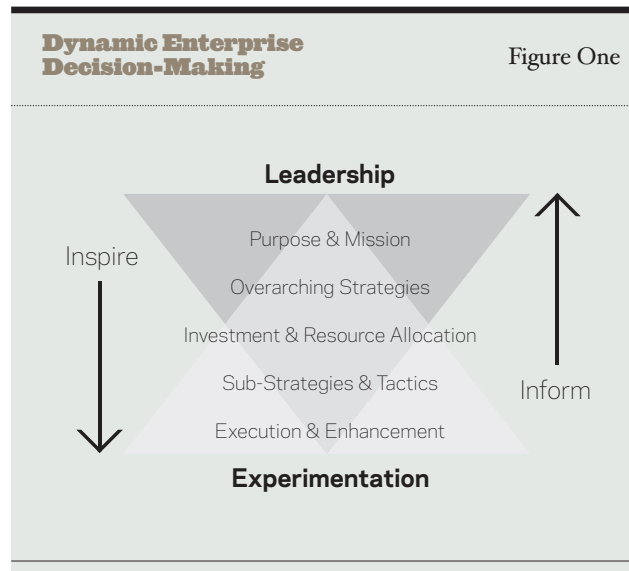 Dynamic Enterprise
Decision-Making
Figure One
Leadership
Purpose & Mission
Inspire
Overarching Strategies
Investment & Resource Allocation
Sub-Strategies & Tactics
Inform
Execution & Enhancement
Experimentation